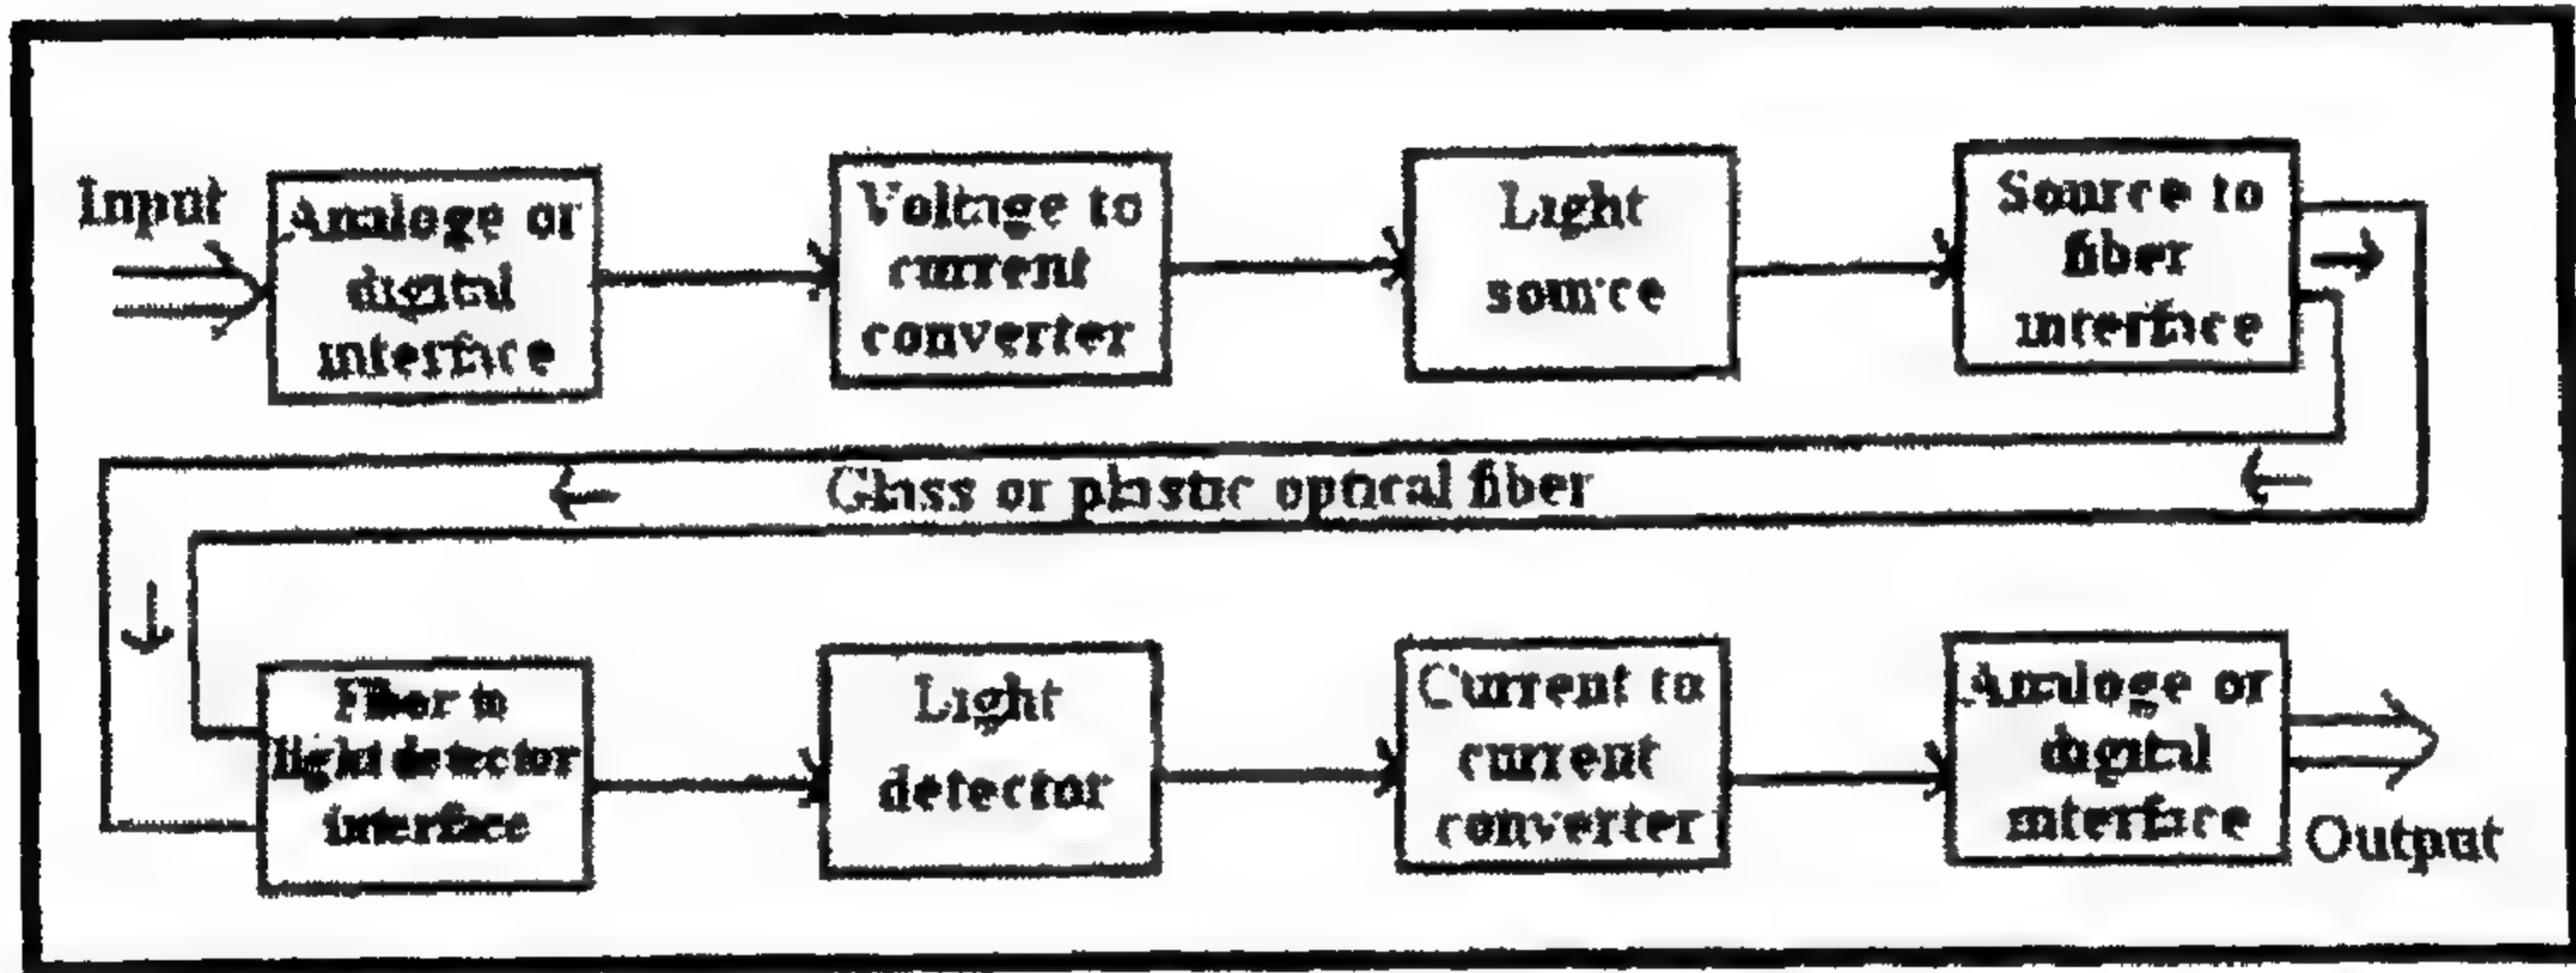 Input
Analoge or
digital
interface
Voltage to
current
converter
Light
source
Source to
fiber
interface
Glass or plastic optical fiber
Fiber to
light detector
interface
Light
detector
Current to
current
converter
Analoge or
digital
interface
Output